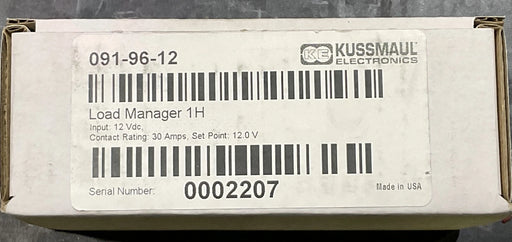 091-96-12
KE KUSSMAUL
ELECTRONICS
Load Manager 1H
Input: 12 Vdc,
Contact Rating: 30 Amps, Set Point: 12.0 V
Serial Number: 0002207 Made in USA